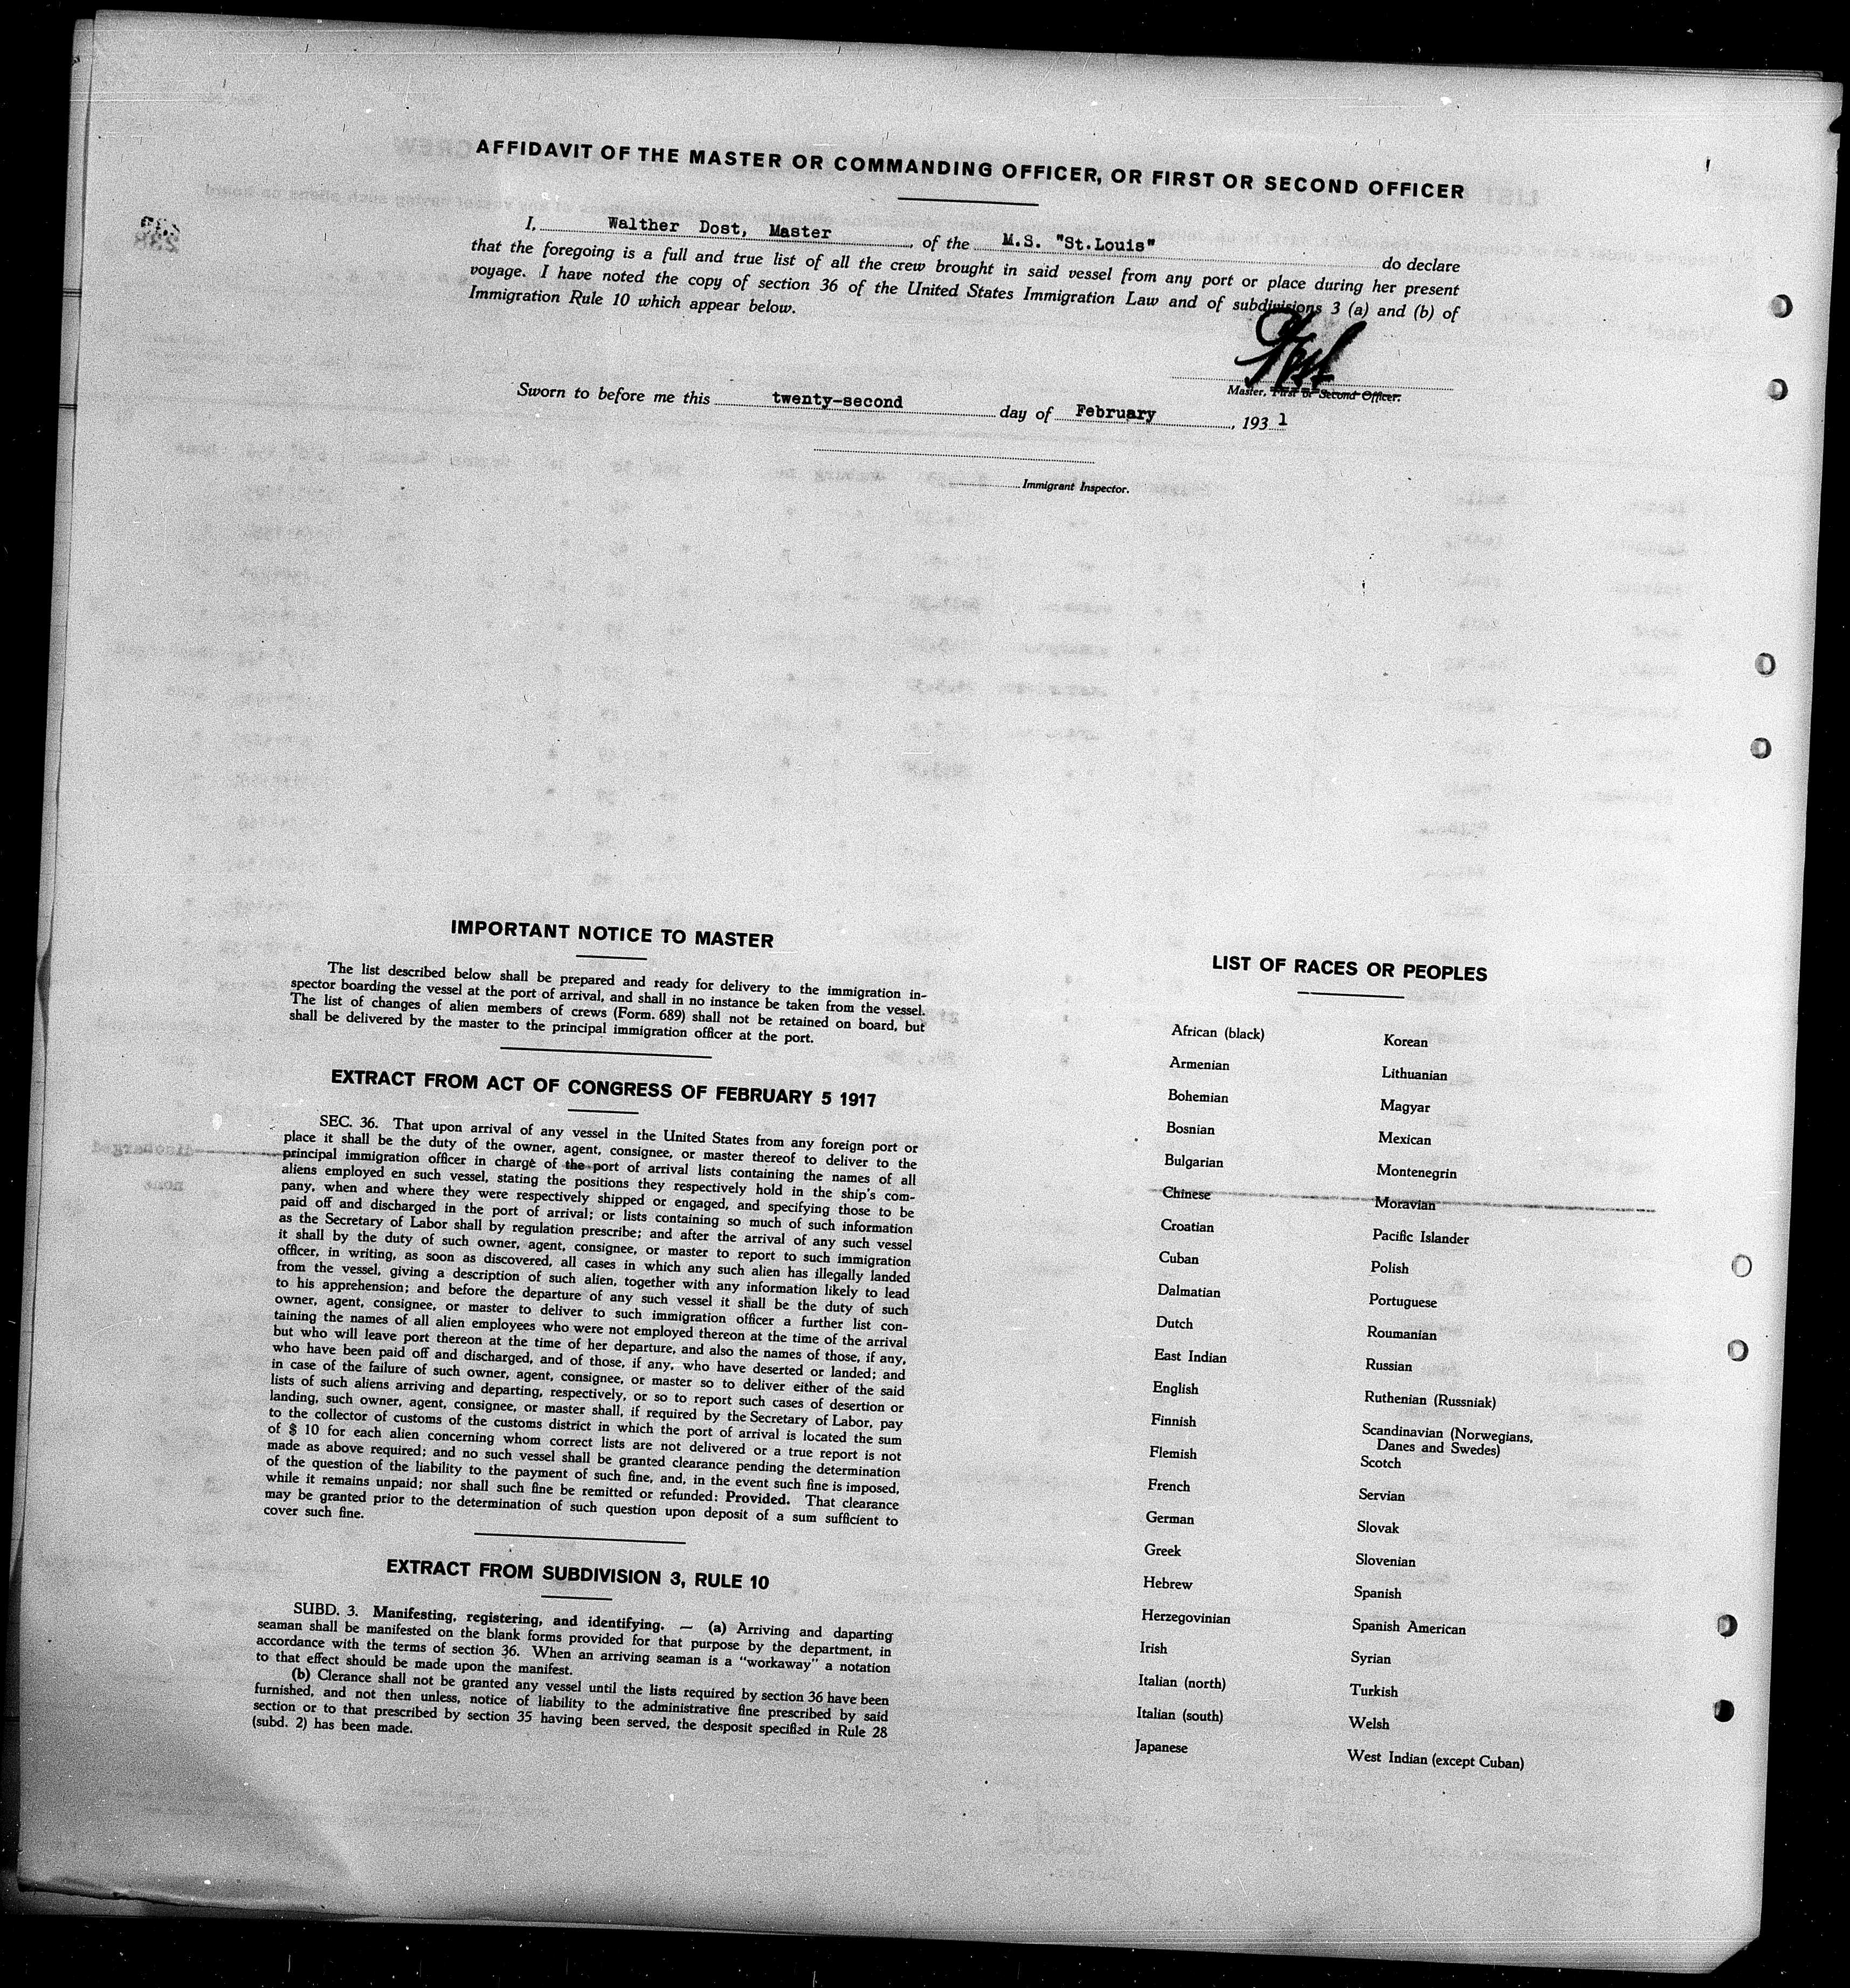 AFFIDAVIT OF THE MASTER OR COMMANDING OFFICER, OR FIRST OR SECOND OFFICER
I, Walther Dost, Master, of the M.S. "St.Louis" do declare
that the foregoing is a full and true list of all the crew brought in said vessel from any port or place during her present
voyage. I have noted the copy of section 36 of the United States Immigration Law and of subdivisions 3 (a) and (b) of
Immigration Rule 10 which appear below.
Master, First or Second Officer.
Sworn to before me this twenty-second day of February, 1931
Immigrant Inspector.
IMPORTANT NOTICE TO MASTER
The list described below shall be prepared and ready for delivery to the immigration in-
spector boarding the vessel at the port of arrival, and shall in no instance be taken from the vessel.
The list of changes of alien members of crews (Form. 689) shall not be retained on board, but
shall be delivered by the master to the principal immigration officer at the port.
EXTRACT FROM ACT OF CONGRESS OF FEBRUARY 5 1917
SEC. 36. That upon arrival of any vessel in the United States from any foreign port or
place it shall be the duty of the owner, agent, consignee, or master thereof to deliver to the
principal immigration officer in charge of the port of arrival lists containing the names of all
aliens employed en such vessel, stating the positions they respectively hold in the ship's com-
pany, when and where they were respectively shipped or engaged, and specifying those to be
paid off and discharged in the port of arrival; or lists containing so much of such information
as the Secretary of Labor shall by regulation prescribe; and after the arrival of any such vessel
it shall by the duty of such owner, agent, consignee, or master to report to such immigration
officer, in writing, as soon as discovered, all cases in which any such alien has illegally landed
from the vessel, giving a description of such alien, together with any information likely to lead
to his apprehension; and before the departure of any such vessel it shall be the duty of such
owner, agent, consignee, or master to deliver to such immigration officer a further list con-
taining the names of all alien employees who were not employed thereon at the time of the arrival
but who will leave port thereon at the time of her departure, and also the names of those, if any,
who have been paid off and discharged, and of those, if any, who have deserted or landed; and
in case of the failure of such owner, agent, consignee, or master so to deliver either of the said
lists of such aliens arriving and departing, respectively, or so to report such cases of desertion or
landing, such owner, agent, consignee, or master shall, if required by the Secretary of Labor, pay
to the collector of customs of the customs district in which the port of arrival is located the sum
of $ 10 for each alien concerning whom correct lists are not delivered or a true report is not
made as above required; and no such vessel shall be granted clearance pending the determination
of the question of the liability to the payment of such fine, and, in the event such fine is imposed,
while it remains unpaid; nor shall such fine be remitted or refunded: Provided. That clearance
may be granted prior to the determination of such question upon deposit of a sum sufficient to
cover such fine.
EXTRACT FROM SUBDIVISION 3, RULE 10
SUBD. 3. Manifesting, registering, and identifying. — (a) Arriving and daparting
seaman shall be manifested on the blank forms provided for that purpose by the department, in
accordance with the terms of section 36. When an arriving seaman is a "workaway" a notation
to that effect should be made upon the manifest.
(b) Clerance shall not be granted any vessel until the lists required by section 36 have been
furnished, and not then unless, notice of liability to the administrative fine prescribed by said
section or to that prescribed by section 35 having been served, the desposit specified in Rule 28
(subd. 2) has been made.
LIST OF RACES OR PEOPLES
African (black)
Armenian
Bohemian
Bosnian
Bulgarian
Chinese
Croatian
Cuban
Dalmatian
Dutch
East Indian
English
Finnish
Flemish
French
German
Greek
Hebrew
Herzegovinian
Irish
Italian (north)
Italian (south)
Japanese
Korean
Lithuanian
Magyar
Mexican
Montenegrin
Moravian
Pacific Islander
Polish
Portuguese
Roumanian
Russian
Ruthenian (Russniak)
Scandinavian (Norwegians,
Danes and Swedes)
Scotch
Servian
Slovak
Slovenian
Spanish
Spanish American
Syrian
Turkish
Welsh
West Indian (except Cuban)